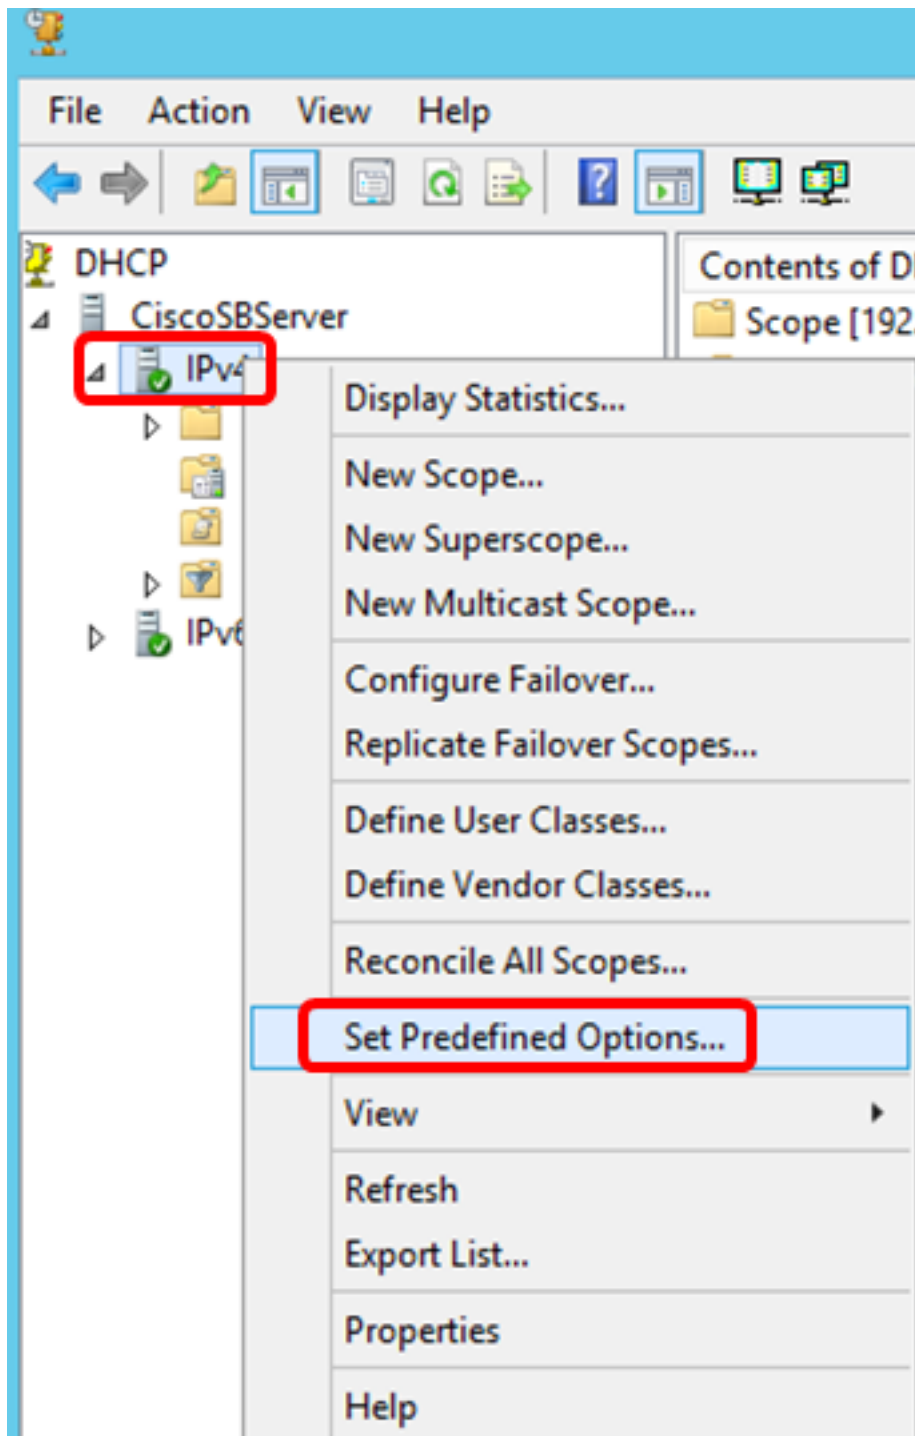 File Action View Help
DHCP
Contents of
CiscoSBServer
Scope [192
IPv4
Display Statistics...
New Scope...
New Superscope...
New Multicast Scope...
IPv6
Configure Failover...
Replicate Failover Scopes...
Define User Classes...
Define Vendor Classes...
Reconcile All Scopes...
Set Predefined Options...
View
Refresh
Export List...
Properties
Help